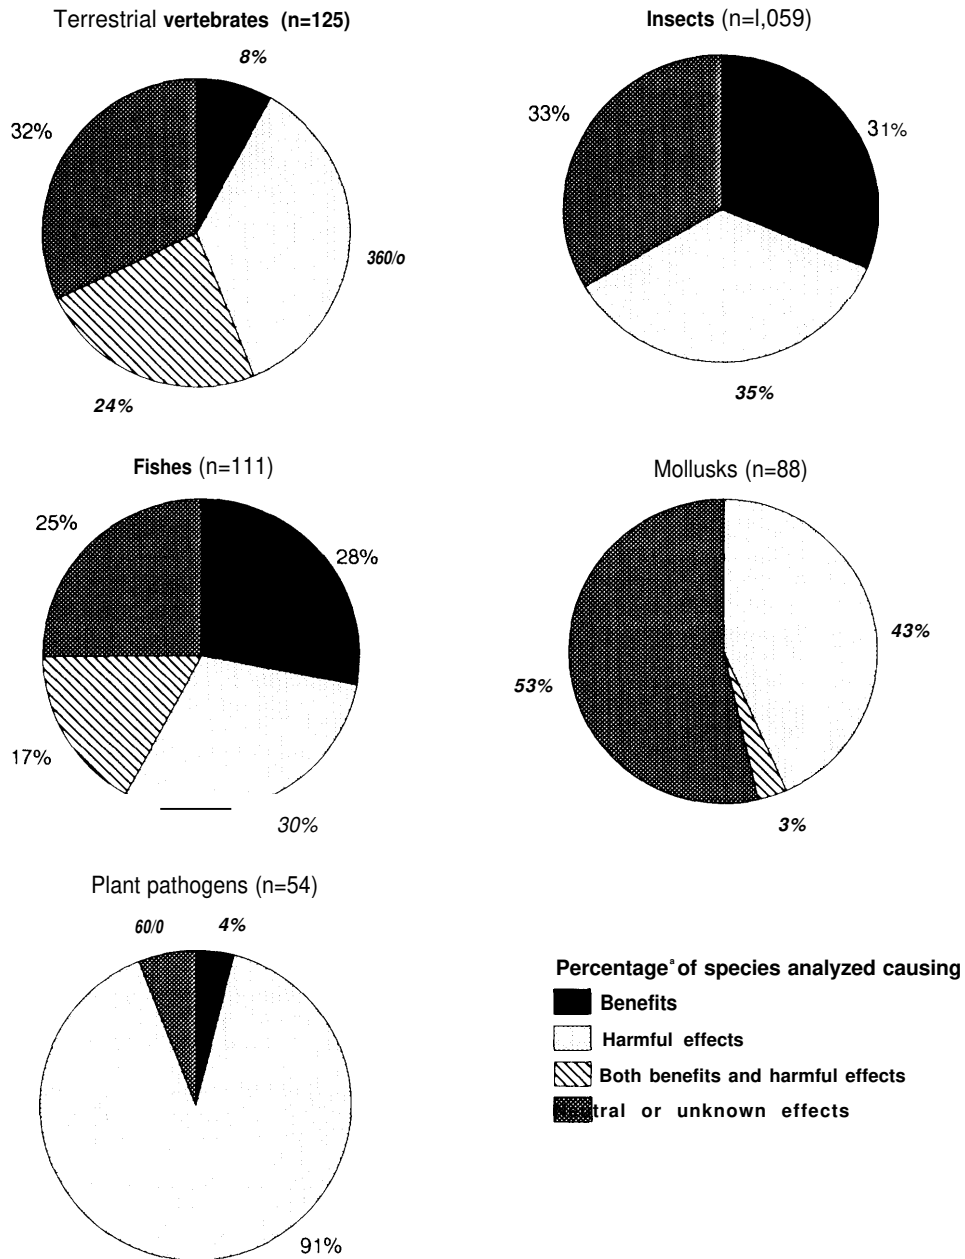 Terrestrial vertebrates (n=125)
8%
32%
360/o
24%
Insects (n=l,059)
33%
31%
35%
Fishes (n=111)
25%
28%
17%
30%
Mollusks (n=88)
43%
53%
3%
Plant pathogens (n=54)
60/0
4%
91%
Percentageª of species analyzed causing
Benefits
Harmful effects
Both benefits and harmful effects
Neutral or unknown effects